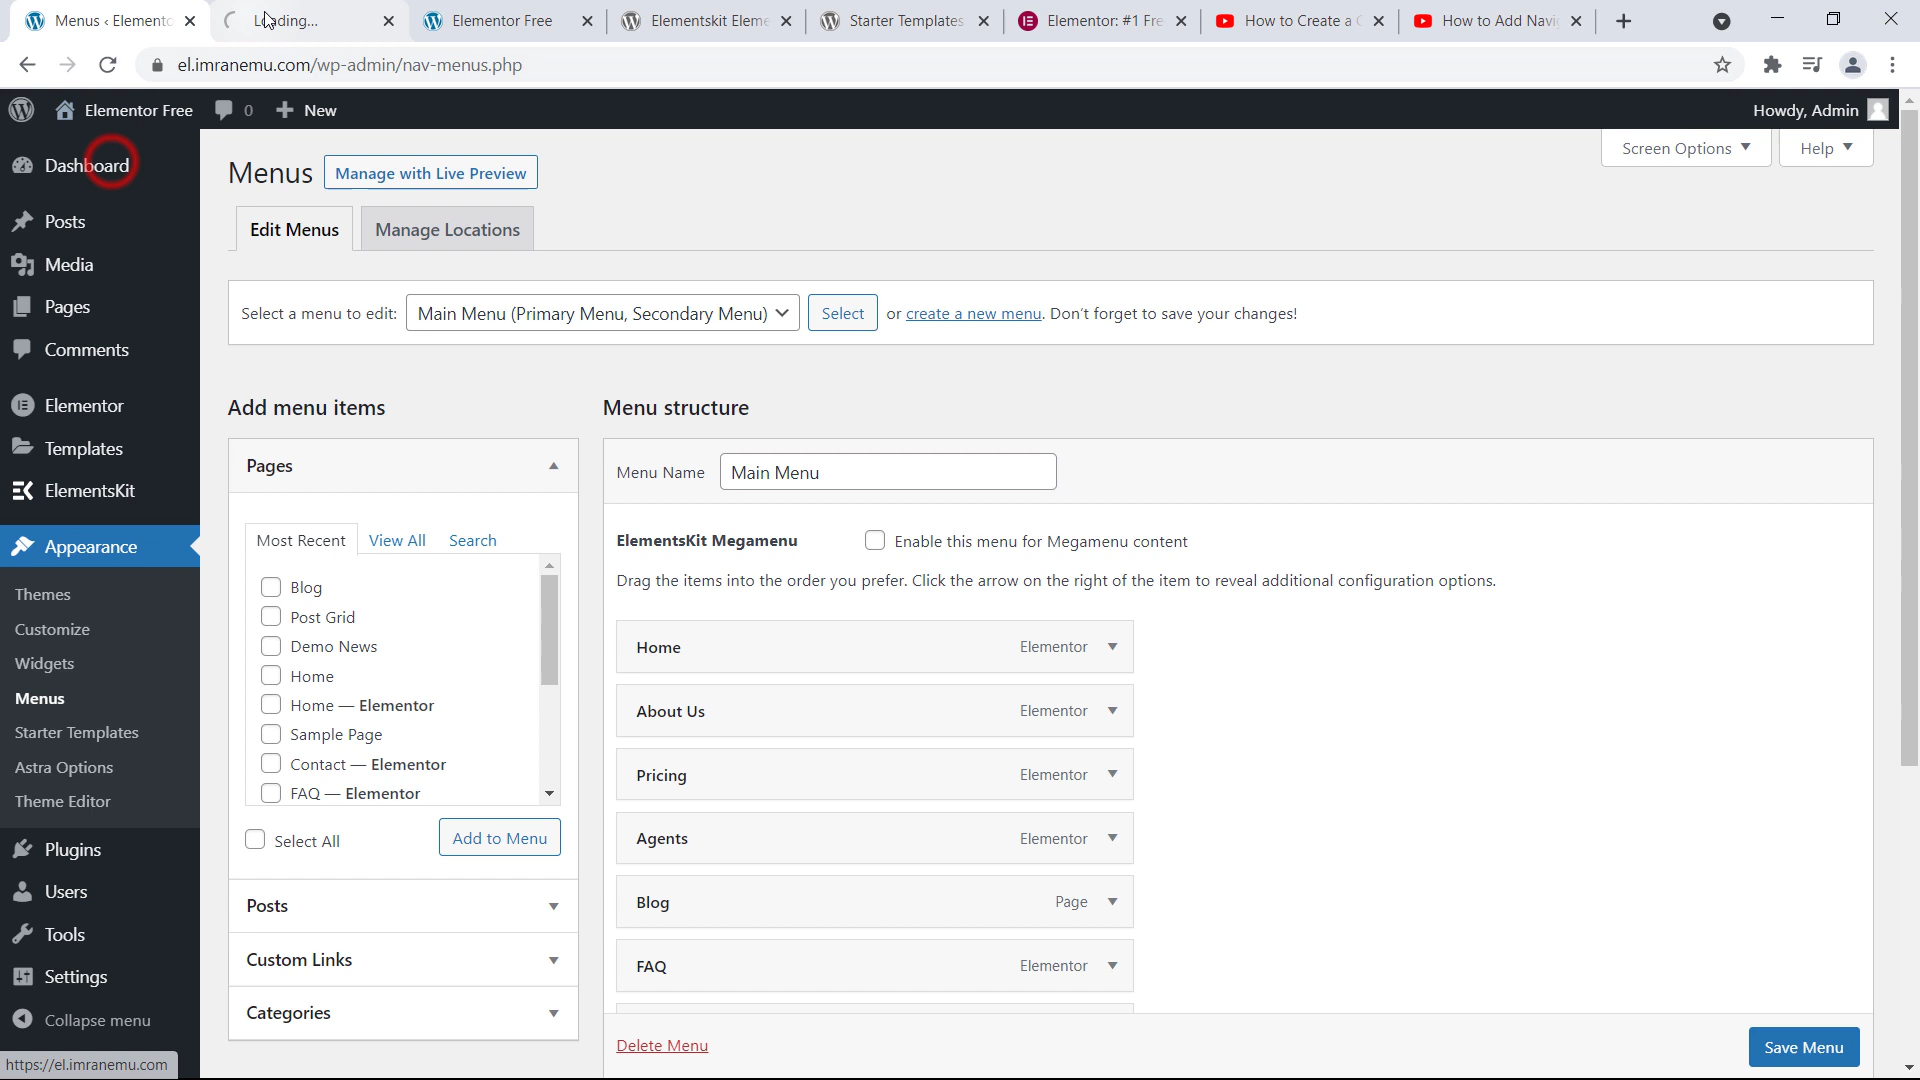 Menus ‹ Elemento
Loading...
Elementor Free
Elementskit Eleme
Starter Templates
Elementor: #1 Fre
How to Create a C
How to Add Navi
el.imranemu.com/wp-admin/nav-menus.php
Elementor Free
0
New
Howdy, Admin
Dashboard
Posts
Media
Pages
Comments
Elementor
Templates
ElementsKit
Appearance
Themes
Customize
Widgets
Menus
Starter Templates
Astra Options
Theme Editor
Plugins
Users
Tools
Settings
Collapse menu
https://el.imranemu.com
Screen Options
Help
Menus
Manage with Live Preview
Edit Menus
Manage Locations
Select a menu to edit: Main Menu (Primary Menu, Secondary Menu) Select or create a new menu. Don't forget to save your changes!
Add menu items
Pages
Most Recent
View All
Search
Blog
Post Grid
Demo News
Home
Home — Elementor
Sample Page
Contact — Elementor
FAQ — Elementor
Select All
Add to Menu
Posts
Custom Links
Categories
Menu structure
Menu Name Main Menu
ElementsKit Megamenu Enable this menu for Megamenu content
Drag the items into the order you prefer. Click the arrow on the right of the item to reveal additional configuration options.
Home Elementor
About Us Elementor
Pricing Elementor
Agents Elementor
Blog Page
FAQ Elementor
Delete Menu
Save Menu